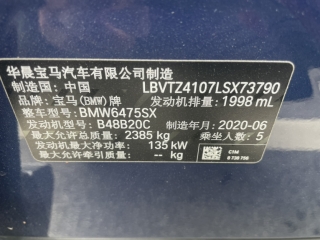 华晨宝马汽车有限公司
制造国：中国 LBVTZ4107LSX73790
品牌：宝马(BMW)牌 发动机排量：1998 mL
整车型号：BMW6475SX
发动机型号：B48B20C 制造年月：2020-06
最大允许总质量：2385 kg 乘坐人数：5
发动机最大净功率：135 kW
最大允许牵引质量：-- kg